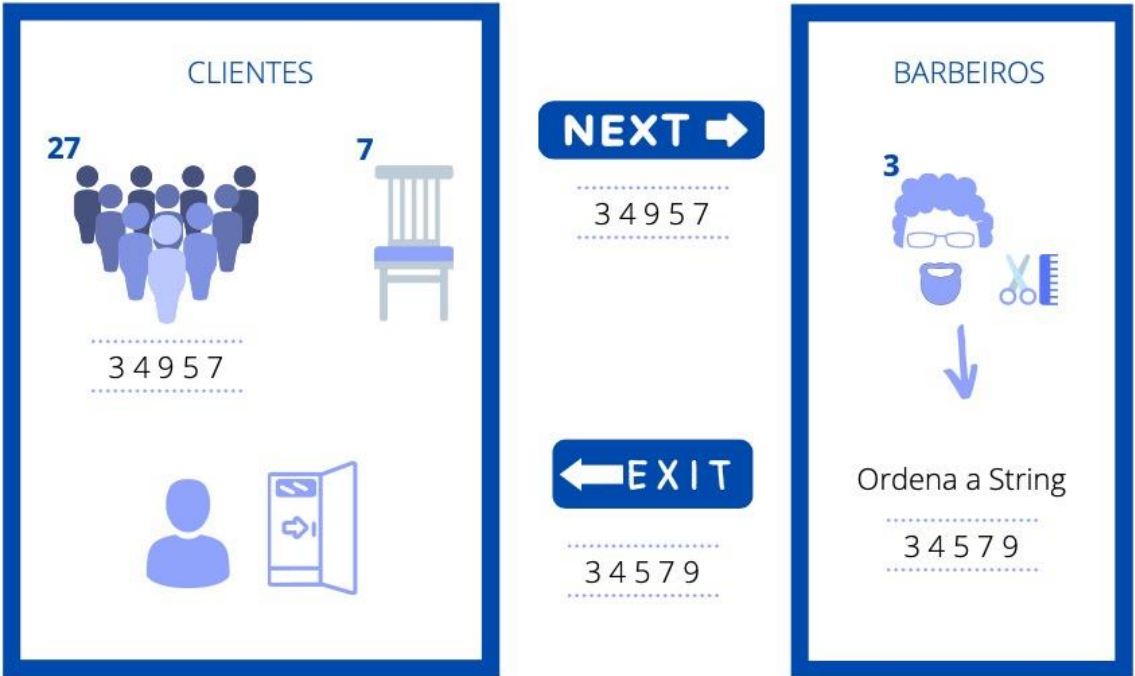 CLIENTES
27
7
3 4 9 5 7
NEXT
3 4 9 5 7
EXIT
3 4 5 7 9
BARBEIROS
3
Ordena a String
3 4 5 7 9